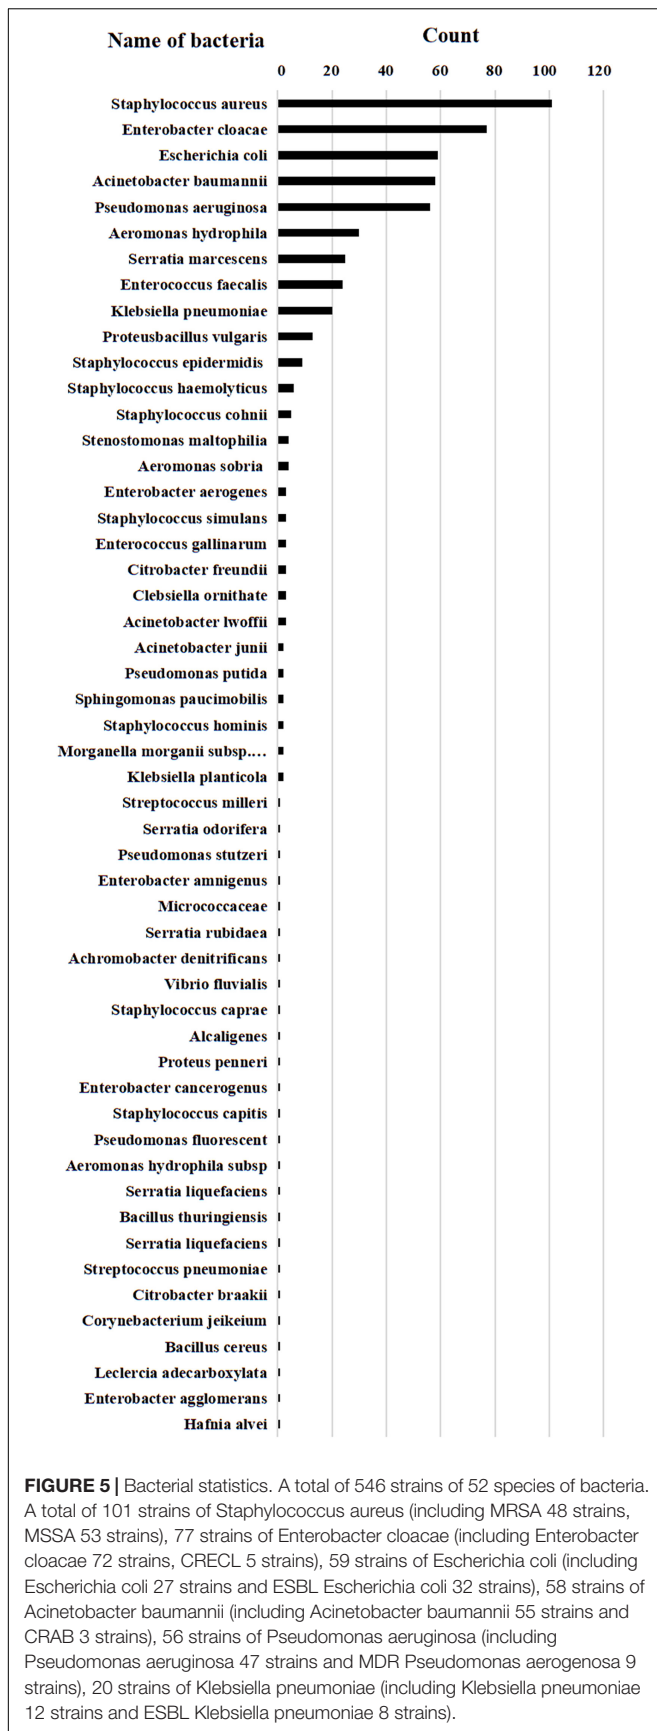 Name of bacteria Count
0 20 40 60 80 100 120
Staphylococcus aureus
Enterobacter cloacae
Escherichia coli
Acinetobacter baumannii
Pseudomonas aeruginosa
Aeromonas hydrophila
Serratia marcescens
Enterococcus faecalis
Klebsiella pneumoniae
Proteusbacillus vulgaris
Staphylococcus epidermidis
Staphylococcus haemolyticus
Staphylococcus cohnii
Stenostomonas maltophilia
Aeromonas sobria
Enterobacter aerogenes
Staphylococcus simulans
Enterococcus gallinarum
Citrobacter freundii
Clebsiella ornithate
Acinetobacter lwoffii
Acinetobacter junii
Pseudomonas putida
Sphingomonas paucimobilis
Staphylococcus hominis
Morganella morganii subsp.…
Klebsiella planticola
Streptococcus milleri
Serratia odorifera
Pseudomonas stutzeri
Enterobacter amnigenus
Micrococcaceae
Serratia rubidaea
Achromobacter denitrificans
Vibrio fluvialis
Staphylococcus caprae
Alcaligenes
Proteus penneri
Enterobacter cancerogenus
Staphylococcus capitis
Pseudomonas fluorescent
Aeromonas hydrophila subsp
Serratia liquefaciens
Bacillus thuringiensis
Serratia liquefaciens
Streptococcus pneumoniae
Citrobacter braakii
Corynebacterium jeikeium
Bacillus cereus
Leclercia adecarboxylata
Enterobacter agglomerans
Hafnia alvei
FIGURE 5 | Bacterial statistics. A total of 546 strains of 52 species of bacteria.
A total of 101 strains of Staphylococcus aureus (including MRSA 48 strains,
MSSA 53 strains), 77 strains of Enterobacter cloacae (including Enterobacter
cloacae 72 strains, CRECL 5 strains), 59 strains of Escherichia coli (including
Escherichia coli 27 strains and ESBL Escherichia coli 32 strains), 58 strains of
Acinetobacter baumannii (including Acinetobacter baumannii 55 strains and
CRAB 3 strains), 56 strains of Pseudomonas aeruginosa (including
Pseudomonas aeruginosa 47 strains and MDR Pseudomonas aerogenosa 9
strains), 20 strains of Klebsiella pneumoniae (including Klebsiella pneumoniae
12 strains and ESBL Klebsiella pneumoniae 8 strains).